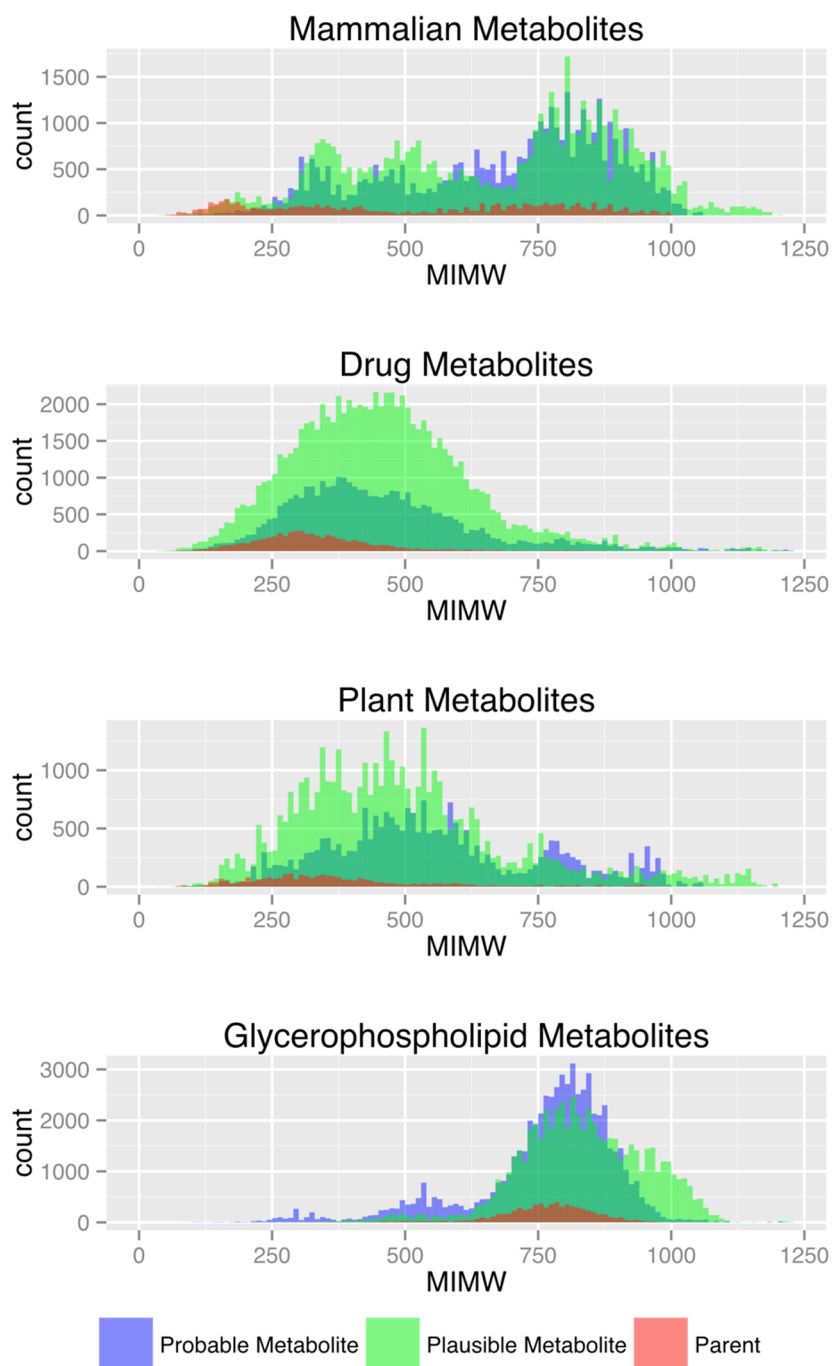 Mammalian Metabolites
1500
1000
500
0
count
0 250 500 750 1000 1250
MIMW
Drug Metabolites
2000
1500
1000
500
0
count
0 250 500 750 1000 1250
MIMW
Plant Metabolites
1000
500
0
count
0 250 500 750 1000 1250
MIMW
Glycerophospholipid Metabolites
3000
2000
1000
0
count
0 250 500 750 1000 1250
MIMW
Probable Metabolite Plausible Metabolite Parent